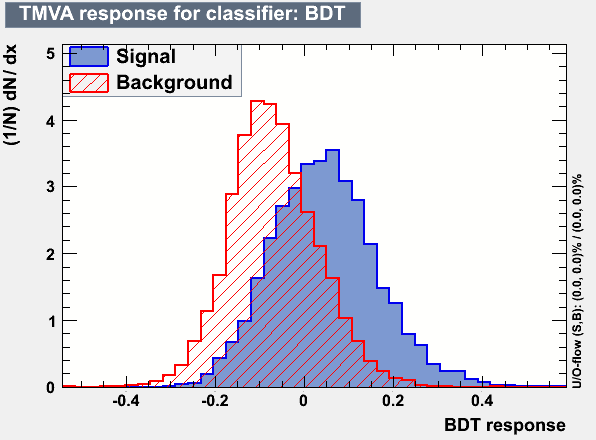 TMVA response for classifier: BDT
(1/N) dN / dx
Signal
Background
5
4
3
2
1
0
-0.4 -0.2 0 0.2 0.4
BDT response
U/O-flow (S,B): (0.0, 0.0)% / (0.0, 0.0)%